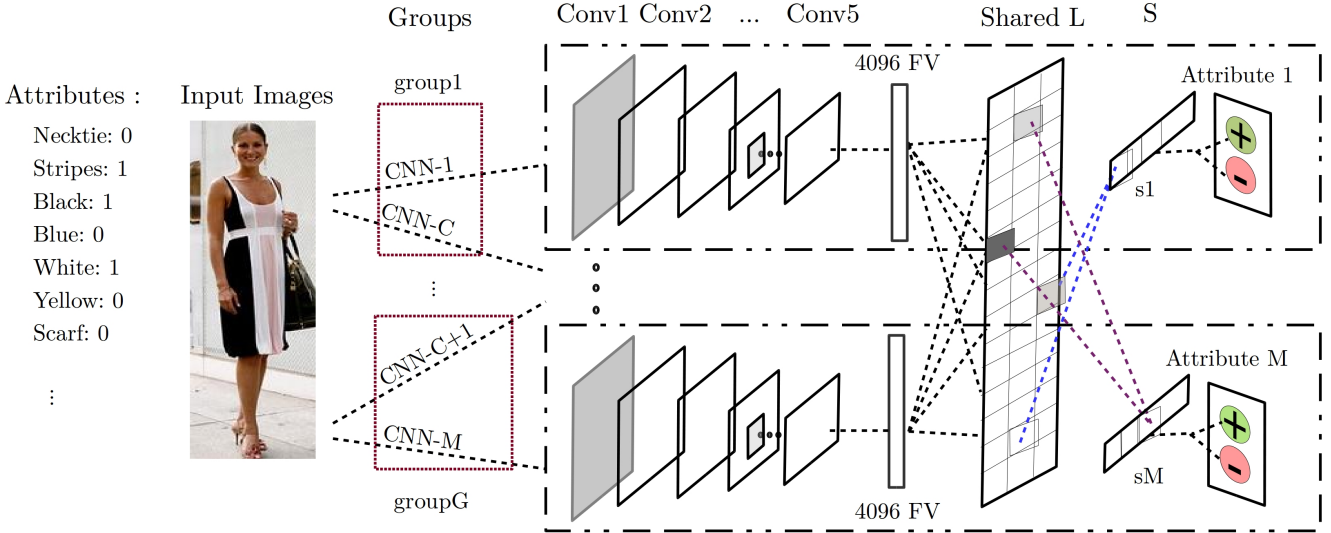 Groups
Conv1 Conv2 ... Conv5
Shared L
S
Attributes :
Input Images
group1
4096 FV
Attribute 1
Necktie: 0
Stripes: 1
Black: 1
Blue: 0
White: 1
Yellow: 0
Scarf: 0
⋮
CNN-1
CNN-C
+
-
s1
⋮
CNN-C+1
CNN-M
groupG
4096 FV
Attribute M
+
-
sM